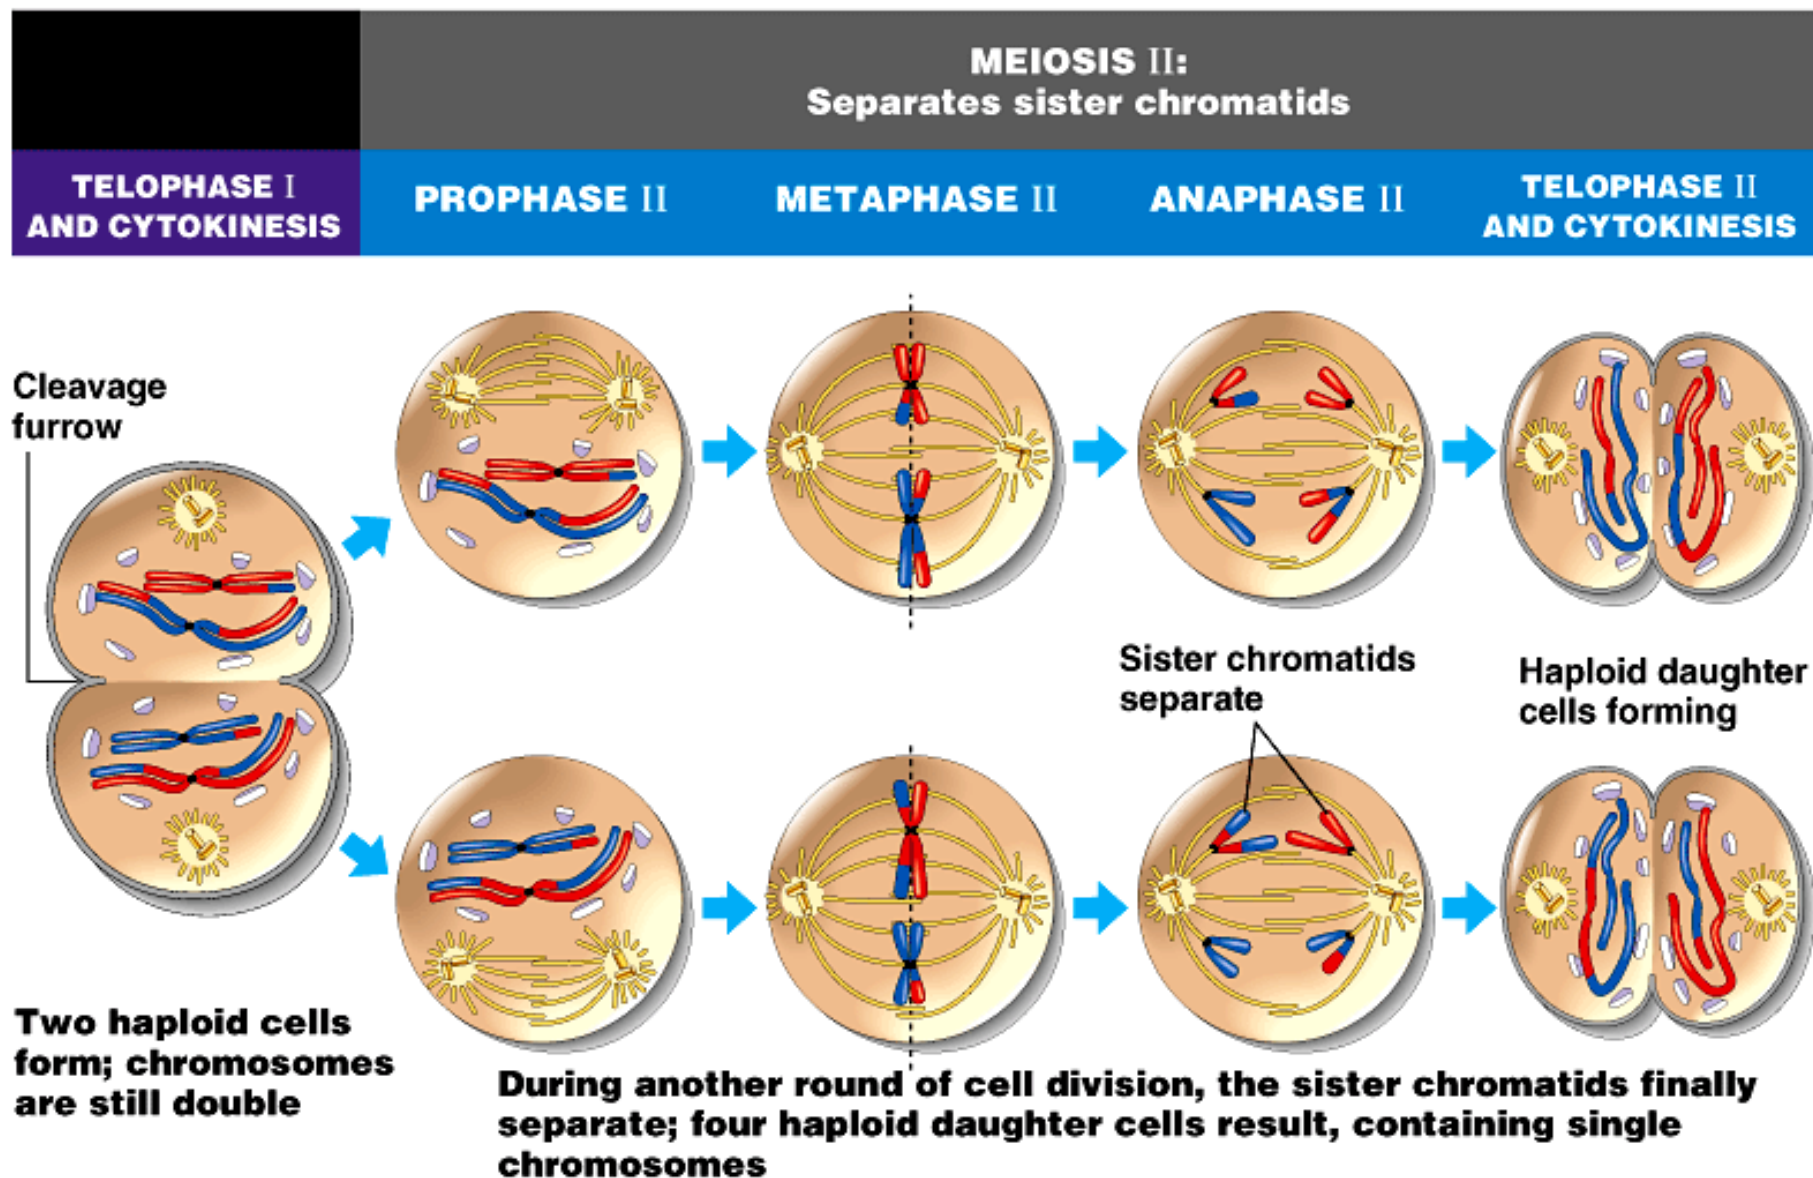 MEIOSIS II:
Separates sister chromatids
TELOPHASE I
AND CYTOKINESIS
PROPHASE II
METAPHASE II
ANAPHASE II
TELOPHASE II
AND CYTOKINESIS
Cleavage
furrow
Sister chromatids
separate
Haploid daughter
cells forming
Two haploid cells
form; chromosomes
are still double
During another round of cell division, the sister chromatids finally
separate; four haploid daughter cells result, containing single
chromosomes